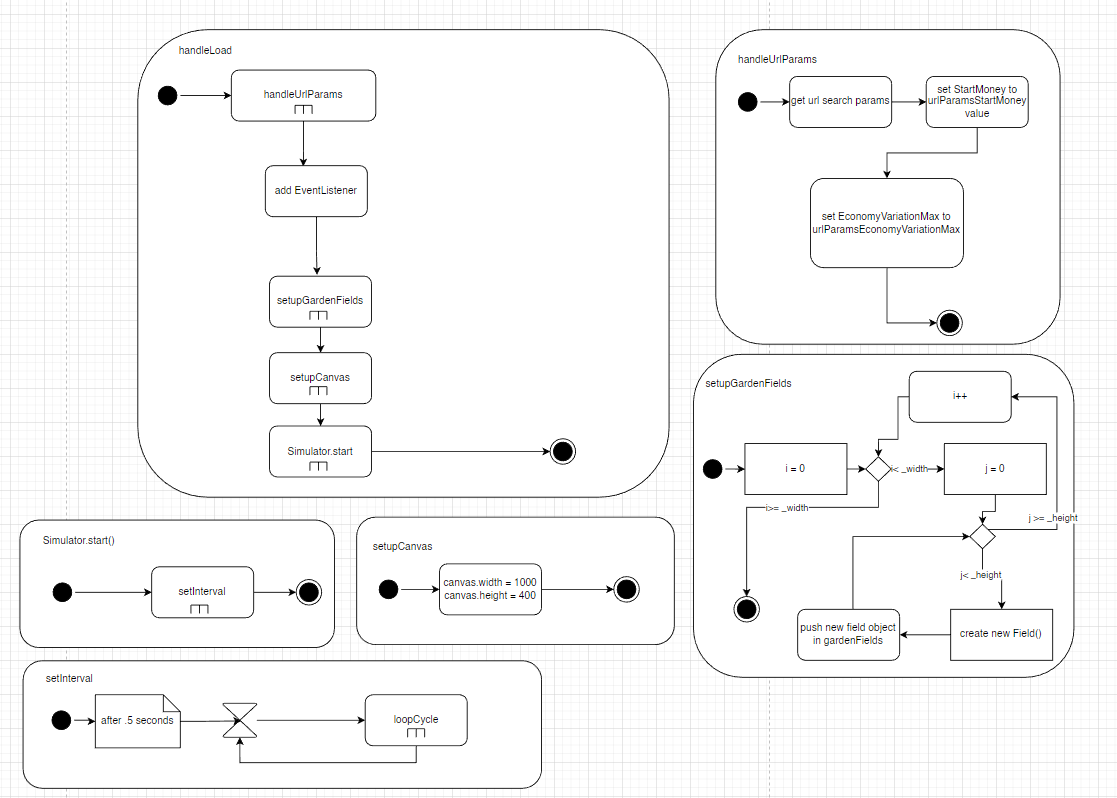 handleLoad
handleUrlParams
add EventListener
setupGardenFields
setupCanvas
Simulator.start
handleUrlParams
get url search params
set StartMoney to
urlParamsStartMoney
value
set EconomyVariationMax to
urlParamsEconomyVariationMax
setupGardenFields
i++
i = 0
i< _width
j = 0
i>= _width
j >= _height
j< _height
push new field object
in gardenFields
create new Field()
Simulator.start()
setInterval
setupCanvas
canvas.width = 1000
canvas.height = 400
setInterval
after .5 seconds
loopCycle